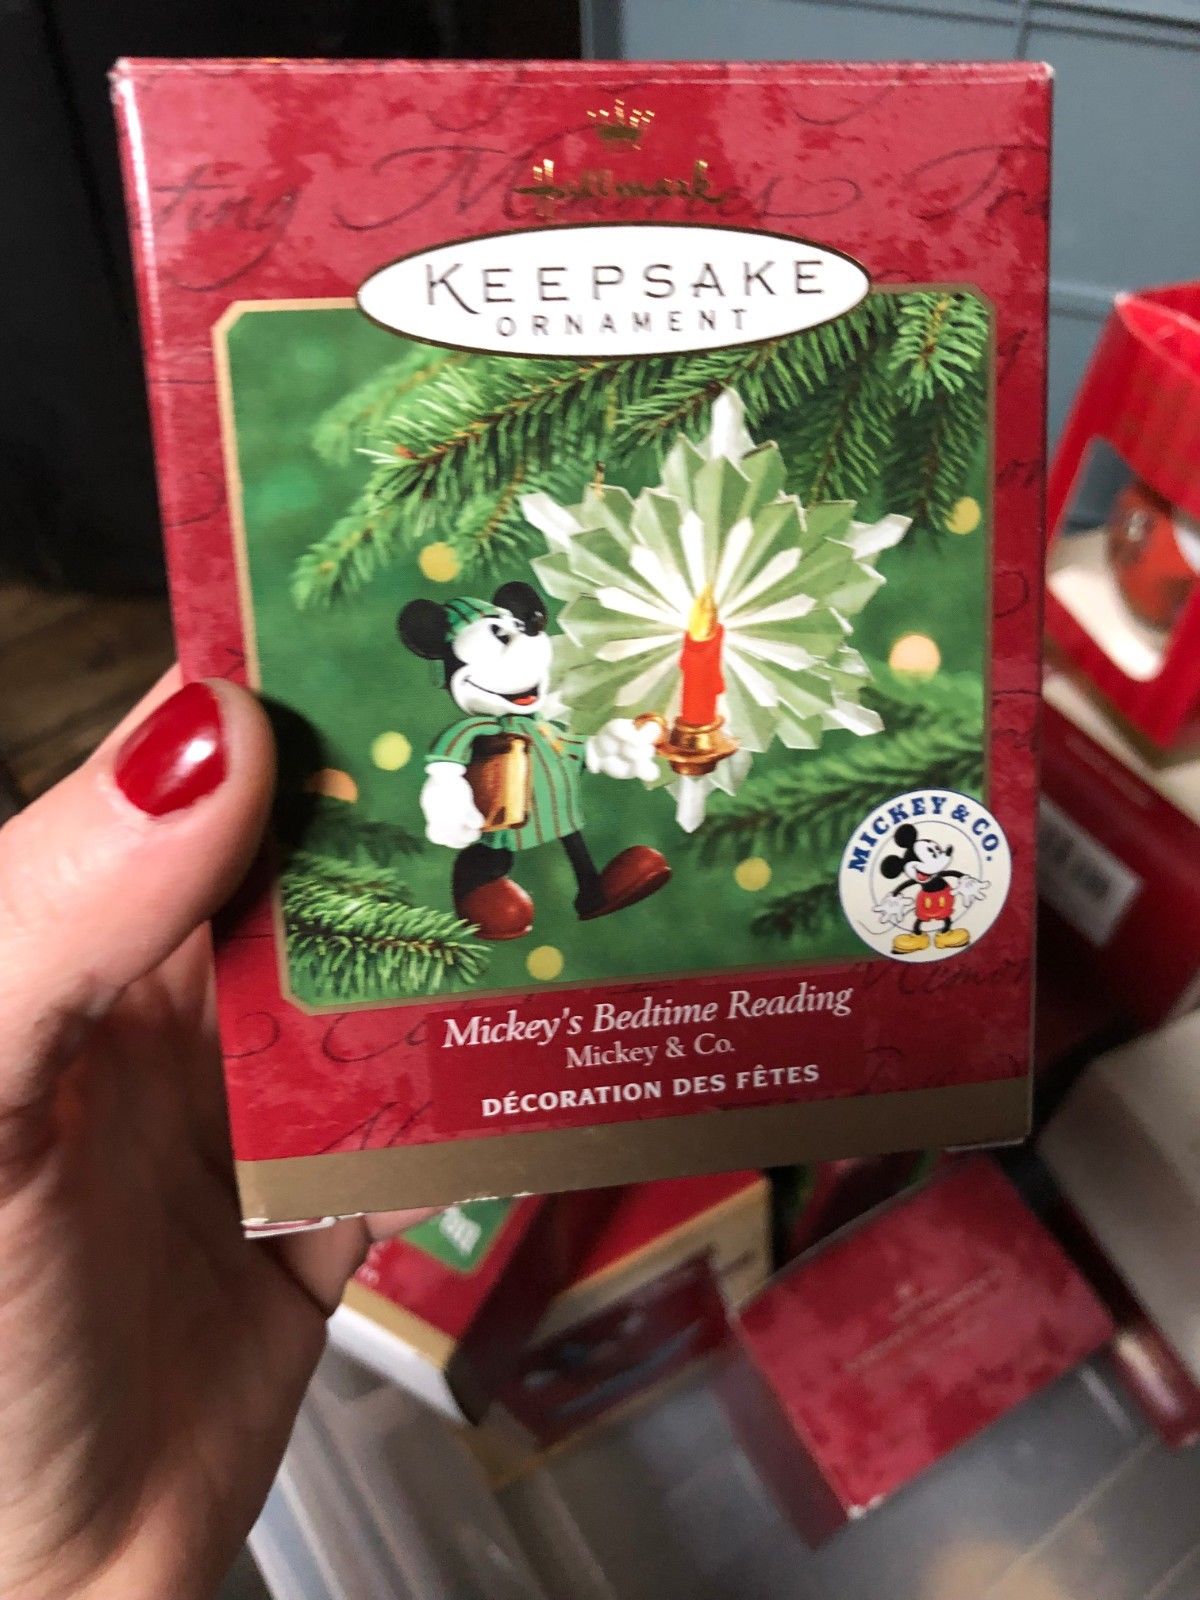 Hallmark
KEEPSAKE
ORNAMENT
MICKEY & CO.
Mickey's Bedtime Reading
Mickey & Co.
DÉCORATION DES FÊTES